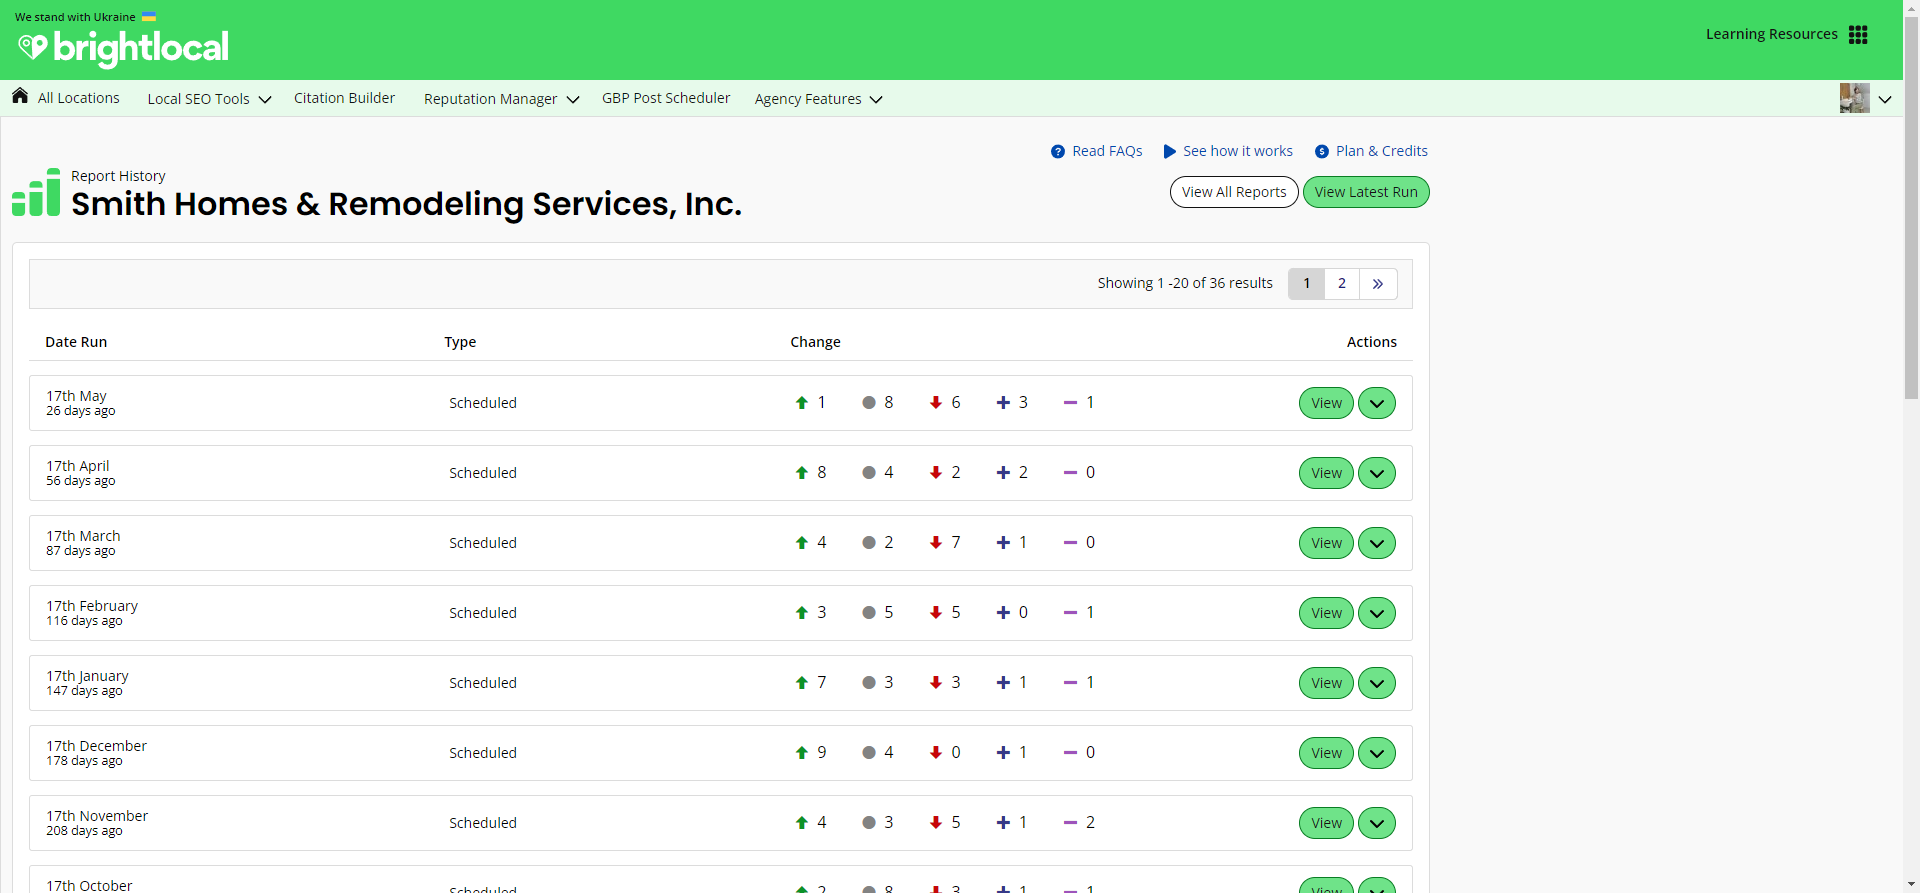 We stand with Ukraine
brightlocal
Learning Resources
All Locations Local SEO Tools Citation Builder Reputation Manager GBP Post Scheduler Agency Features
Read FAQs See how it works Plan & Credits
Report History
Smith Homes & Remodeling Services, Inc.
View All Reports View Latest Run
Showing 1 -20 of 36 results 1 2 »
Date Run Type Change Actions
17th May
26 days ago
Scheduled 1 8 6 3 1 View
17th April
56 days ago
Scheduled 8 4 2 2 0 View
17th March
87 days ago
Scheduled 4 2 7 1 0 View
17th February
116 days ago
Scheduled 3 5 5 0 1 View
17th January
147 days ago
Scheduled 7 3 3 1 1 View
17th December
178 days ago
Scheduled 9 4 0 1 0 View
17th November
208 days ago
Scheduled 4 3 5 1 2 View
17th October
Scheduled 2 8 3 1 1 View